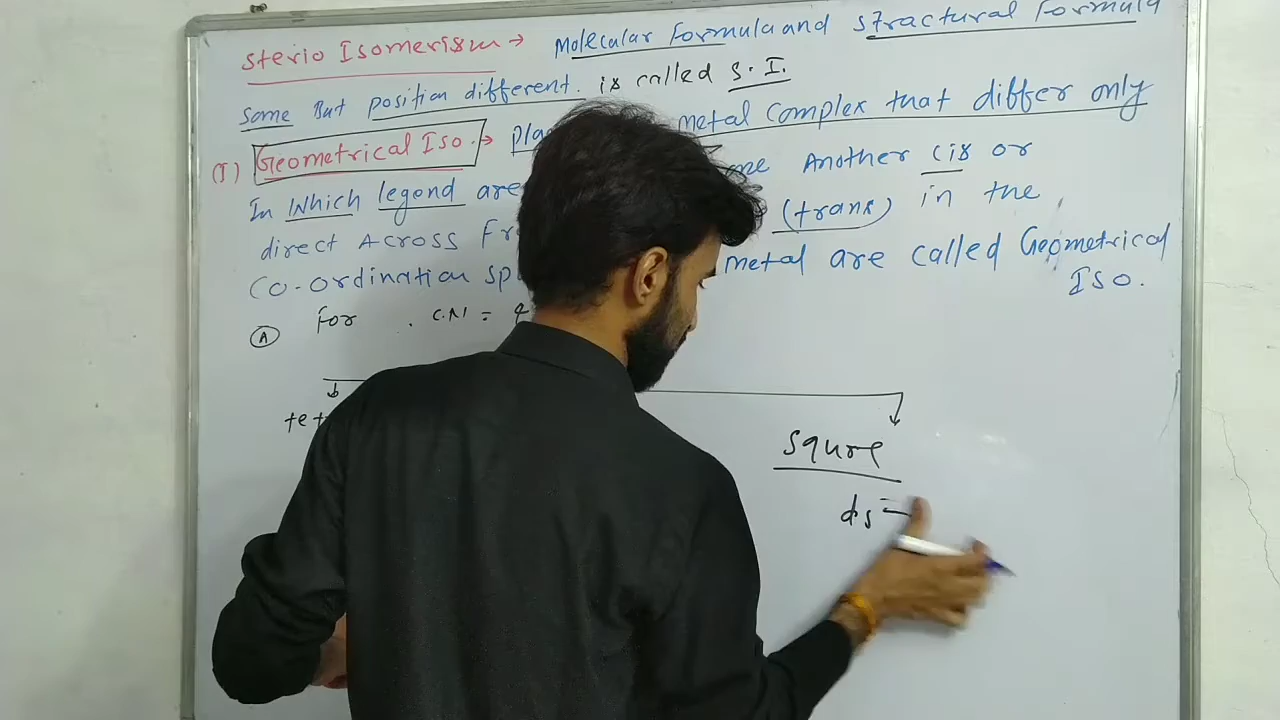 Sterio Isomerism → Molecular Formula and Structural Formula
Same But position different. is called S.I.
(I) Geometrical Iso. → metal complex that differ only
In Which legend are Another cis or
direct Across (trans) in the
Co-ordination metal are called Geometrical
Iso.
(A) For C.N =
Squre
ds